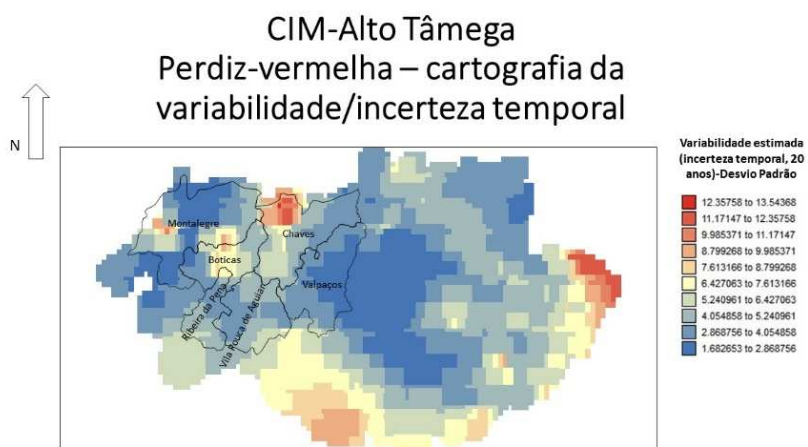 CIM-Alto Tâmega
Perdiz-vermelha – cartografia da
variabilidade/incerteza temporal
N
Montalegre
Chaves
Boticas
Valpaços
Ribeira da Pena
Vila Pouca de Aguiar
Variabilidade estimada
(incerteza temporal, 20
anos)-Desvio Padrão
12.35758 to 13.54368
11.17147 to 12.35758
9.985371 to 11.17147
8.799268 to 9.985371
7.613166 to 8.799268
6.427063 to 7.613166
5.240961 to 6.427063
4.054858 to 5.240961
2.868756 to 4.054858
1.682653 to 2.868756